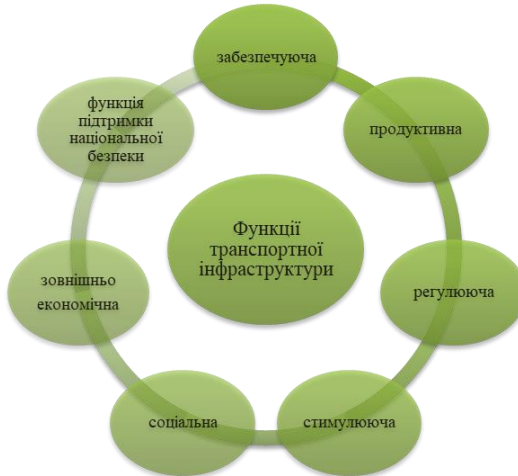 забезпечуюча
продуктивна
регулююча
стимулююча
соціальна
зовнішньо
економічна
функція
підтримки
національної
безпеки
Функції
транспортної
інфраструктури